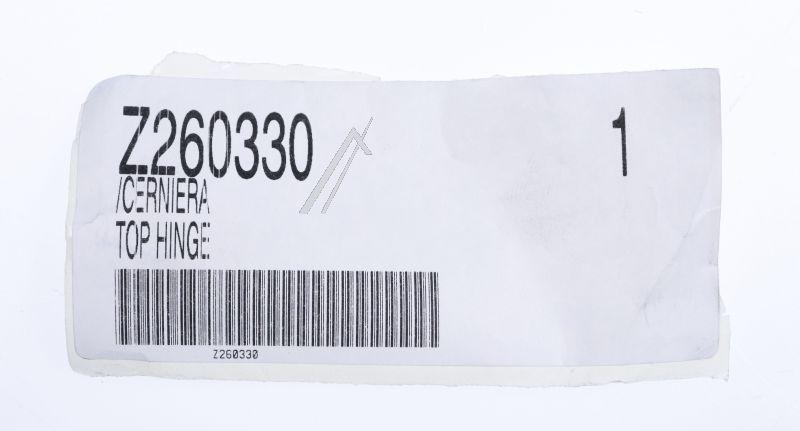 Z260330
1
/CERNIERA
TOP HINGE
Z260330